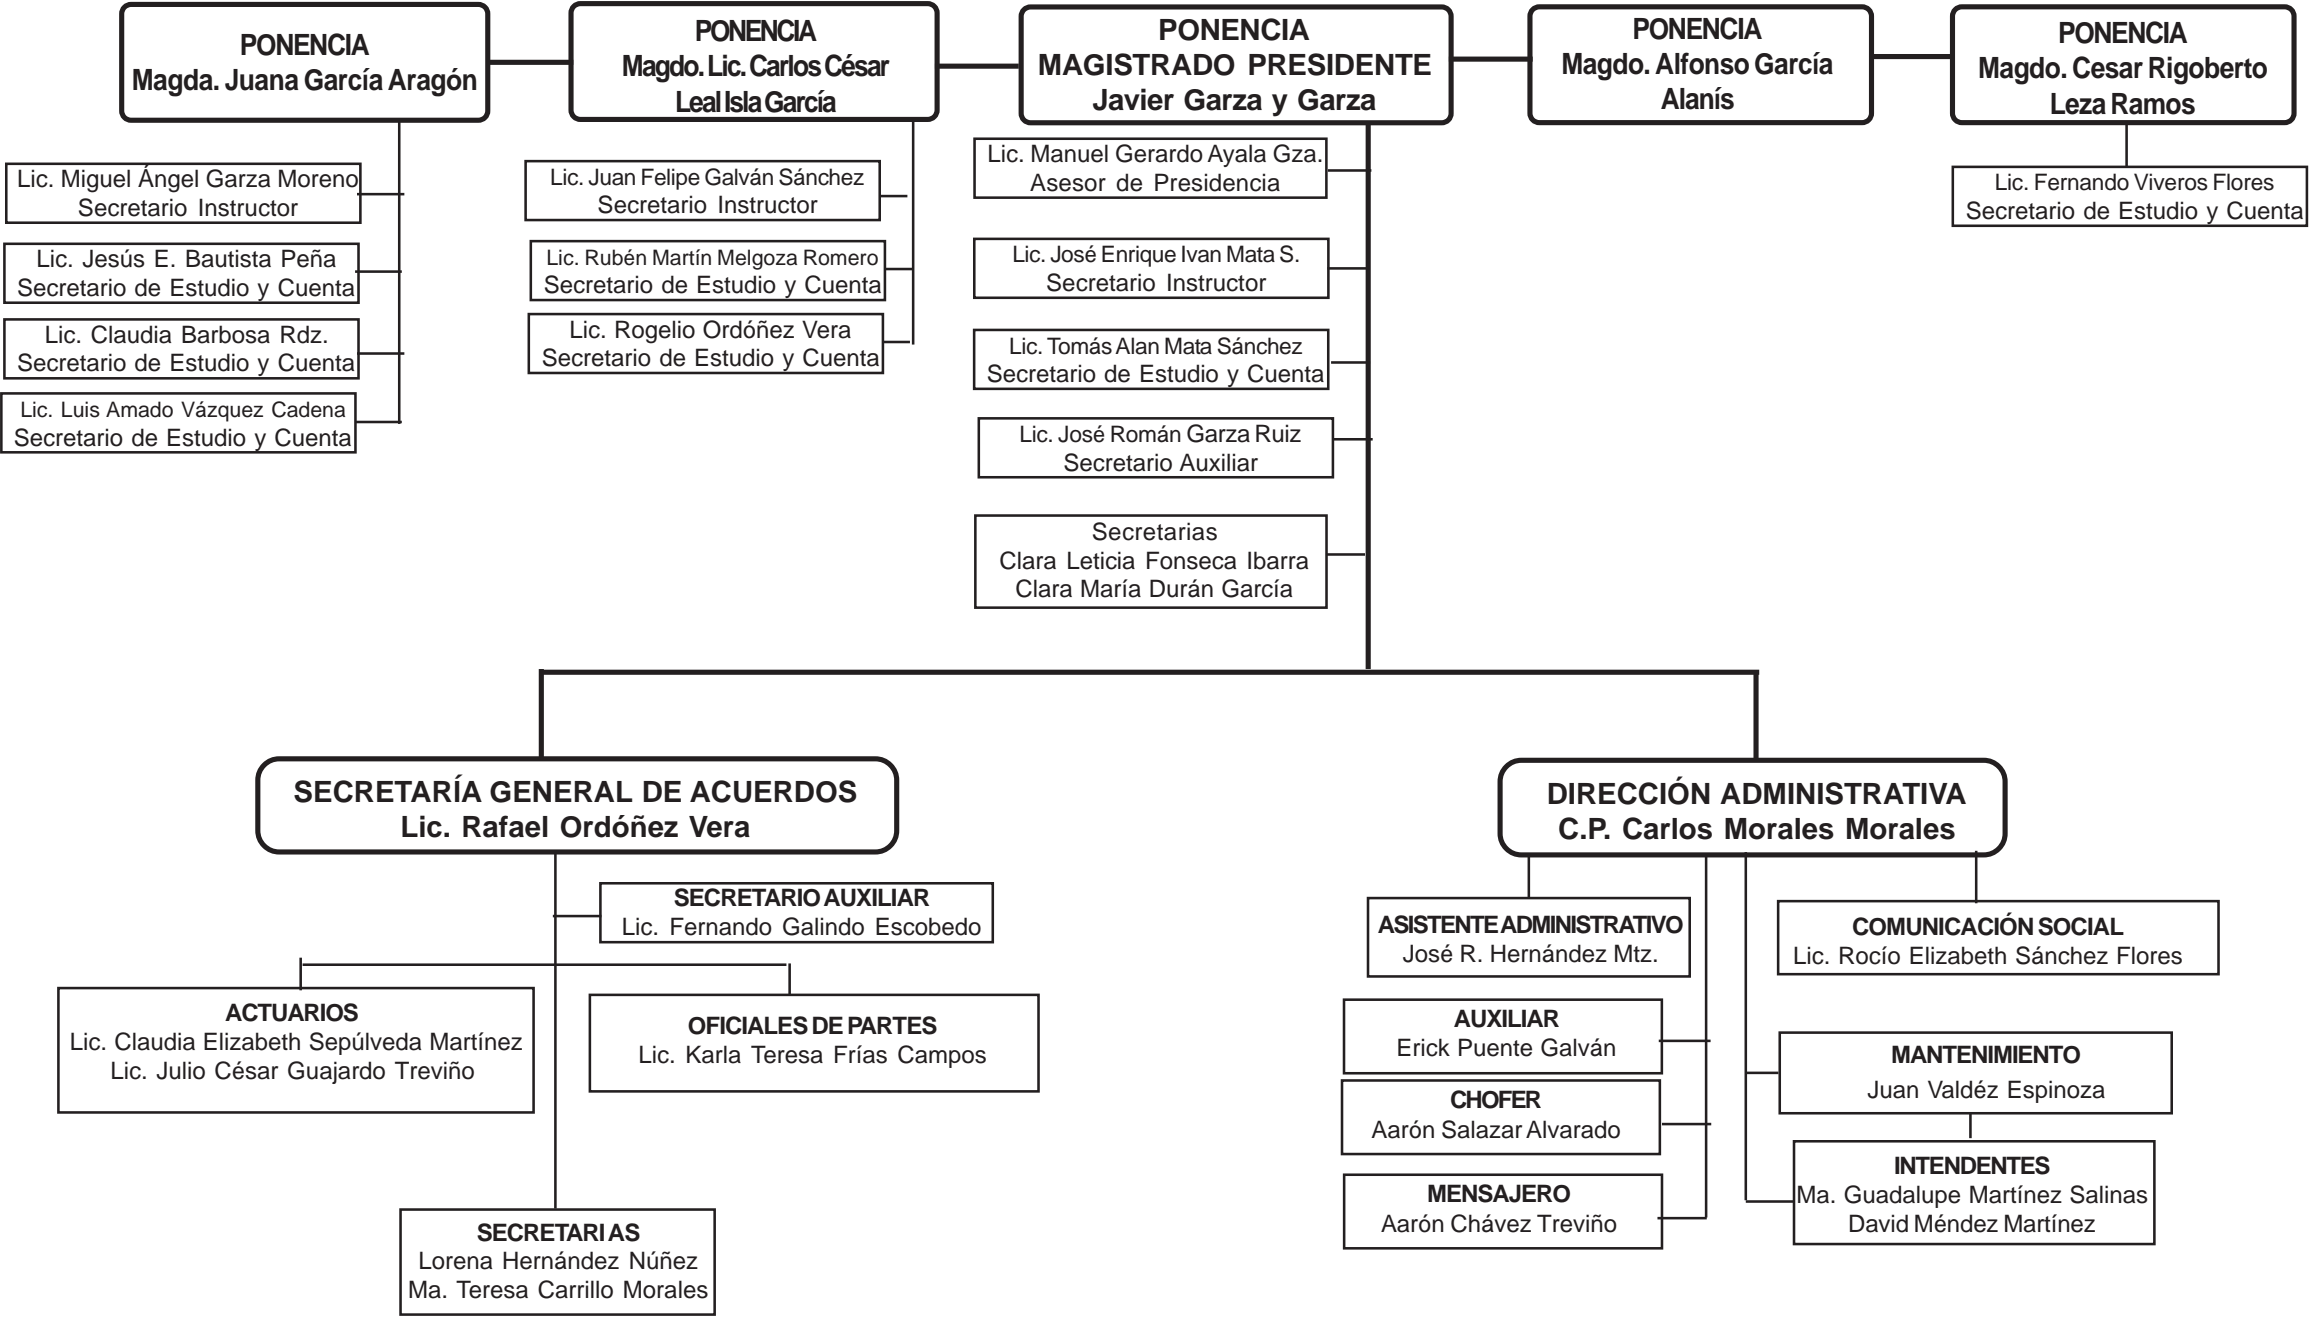 PONENCIA
Magda. Juana García Aragón
PONENCIA
Magdo. Lic. Carlos César
Leal Isla García
PONENCIA
MAGISTRADO PRESIDENTE
Javier Garza y Garza
PONENCIA
Magdo. Alfonso García
Alanís
PONENCIA
Magdo. Cesar Rigoberto
Leza Ramos
Lic. Miguel Ángel Garza Moreno
Secretario Instructor
Lic. Jesús E. Bautista Peña
Secretario de Estudio y Cuenta
Lic. Claudia Barbosa Rdz.
Secretario de Estudio y Cuenta
Lic. Luis Amado Vázquez Cadena
Secretario de Estudio y Cuenta
Lic. Juan Felipe Galván Sánchez
Secretario Instructor
Lic. Rubén Martín Melgoza Romero
Secretario de Estudio y Cuenta
Lic. Rogelio Ordóñez Vera
Secretario de Estudio y Cuenta
Lic. Manuel Gerardo Ayala Gza.
Asesor de Presidencia
Lic. José Enrique Ivan Mata S.
Secretario Instructor
Lic. Tomás Alan Mata Sánchez
Secretario de Estudio y Cuenta
Lic. José Román Garza Ruiz
Secretario Auxiliar
Secretarias
Clara Leticia Fonseca Ibarra
Clara María Durán García
Lic. Fernando Viveros Flores
Secretario de Estudio y Cuenta
SECRETARÍA GENERAL DE ACUERDOS
Lic. Rafael Ordóñez Vera
SECRETARIO AUXILIAR
Lic. Fernando Galindo Escobedo
ACTUARIOS
Lic. Claudia Elizabeth Sepúlveda Martínez
Lic. Julio César Guajardo Treviño
OFICIALES DE PARTES
Lic. Karla Teresa Frías Campos
SECRETARIAS
Lorena Hernández Núñez
Ma. Teresa Carrillo Morales
DIRECCIÓN ADMINISTRATIVA
C.P. Carlos Morales Morales
ASISTENTE ADMINISTRATIVO
José R. Hernández Mtz.
AUXILIAR
Erick Puente Galván
CHOFER
Aarón Salazar Alvarado
MENSAJERO
Aarón Chávez Treviño
COMUNICACIÓN SOCIAL
Lic. Rocío Elizabeth Sánchez Flores
MANTENIMIENTO
Juan Valdéz Espinoza
INTENDENTES
Ma. Guadalupe Martínez Salinas
David Méndez Martínez